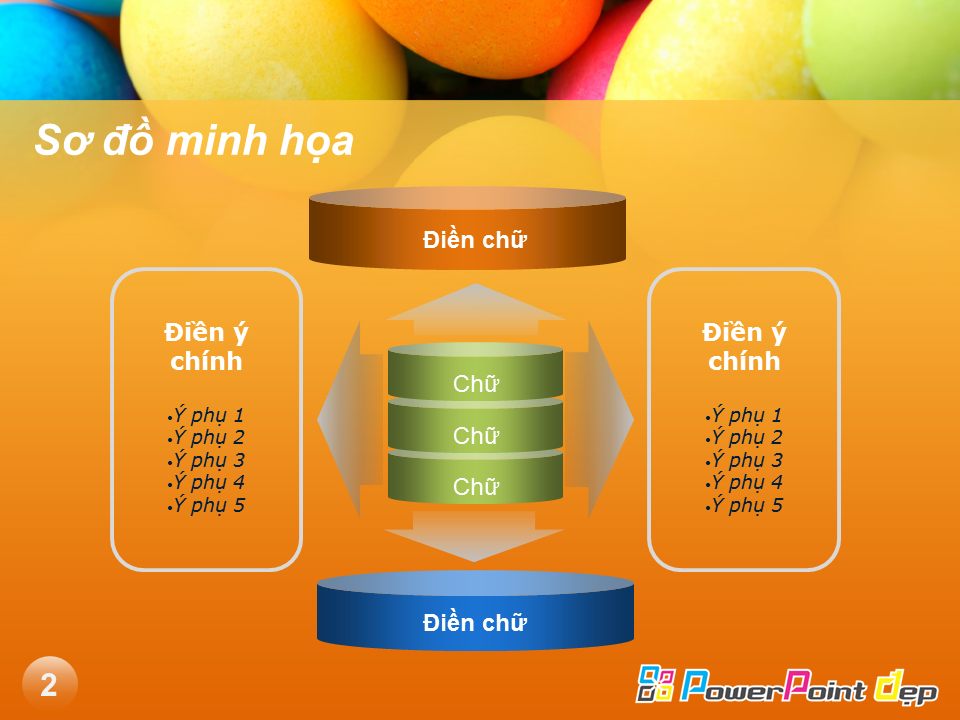 Sơ đồ minh họa
Điền chữ
Điền ý
chính
•Ý phụ 1
•Ý phụ 2
•Ý phụ 3
•Ý phụ 4
•Ý phụ 5
Chữ
Chữ
Chữ
Điền ý
chính
•Ý phụ 1
•Ý phụ 2
•Ý phụ 3
•Ý phụ 4
•Ý phụ 5
Điền chữ
2
PowerPoint đẹp